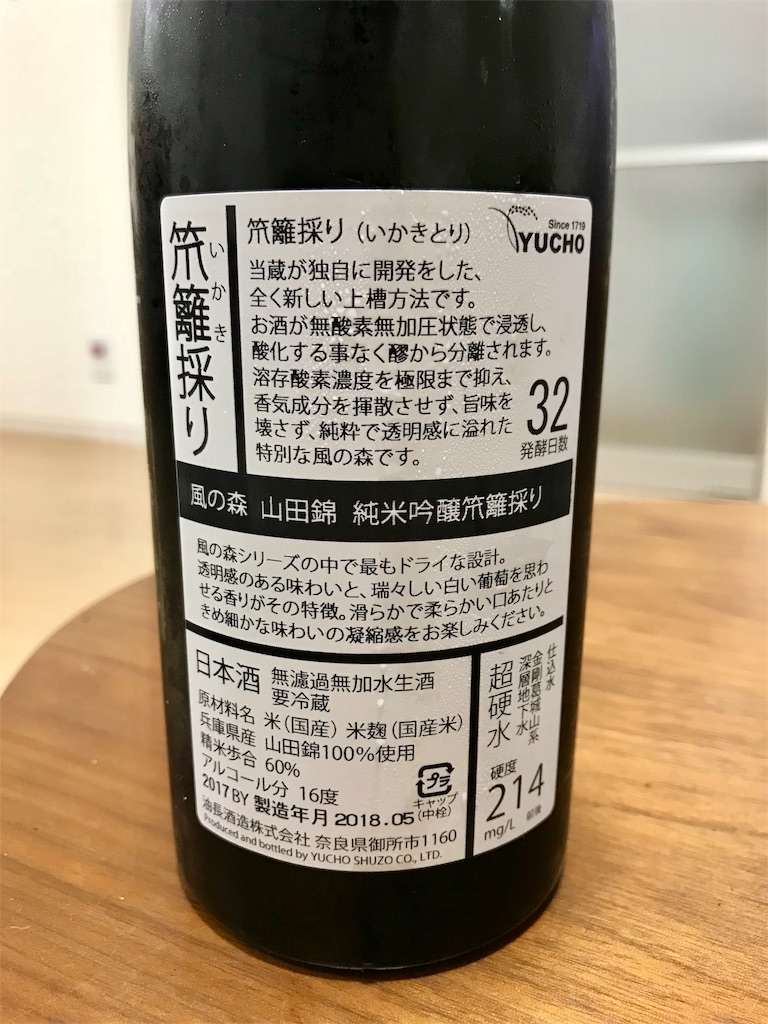 笊籬採り
いかき
笊籬採り（いかきとり）
Since 1719
YUCHO
当蔵が独自に開発をした、
全く新しい上槽方法です。
お酒が無酸素無加圧状態で浸透し、
酸化する事なく醪から分離されます。
溶存酸素濃度を極限まで抑え、
香気成分を揮散させず、旨味を
壊さず、純粋で透明感に溢れた
特別な風の森です。
32
発酵日数
風の森 山田錦 純米吟醸笊籬採り
風の森シリーズの中で最もドライな設計。
透明感のある味わいと、瑞々しい白い葡萄を思わ
せる香りがその特徴。滑らかで柔らかい口あたりと
きめ細かな味わいの凝縮感をお楽しみください。
日本酒 無濾過無加水生酒
要冷蔵
原材料名 米（国産）米麹（国産米）
兵庫県産 山田錦100％使用
精米歩合 60%
アルコール分 16度
2017BY 製造年月 2018.05
プラ
キャップ
（中栓）
油長酒造株式会社 奈良県御所市1160
Produced and bottled by YUCHO SHUZO CO., LTD.
仕込水
金剛葛城山系
深層地下水
超硬水
硬度
214
mg/L 前後